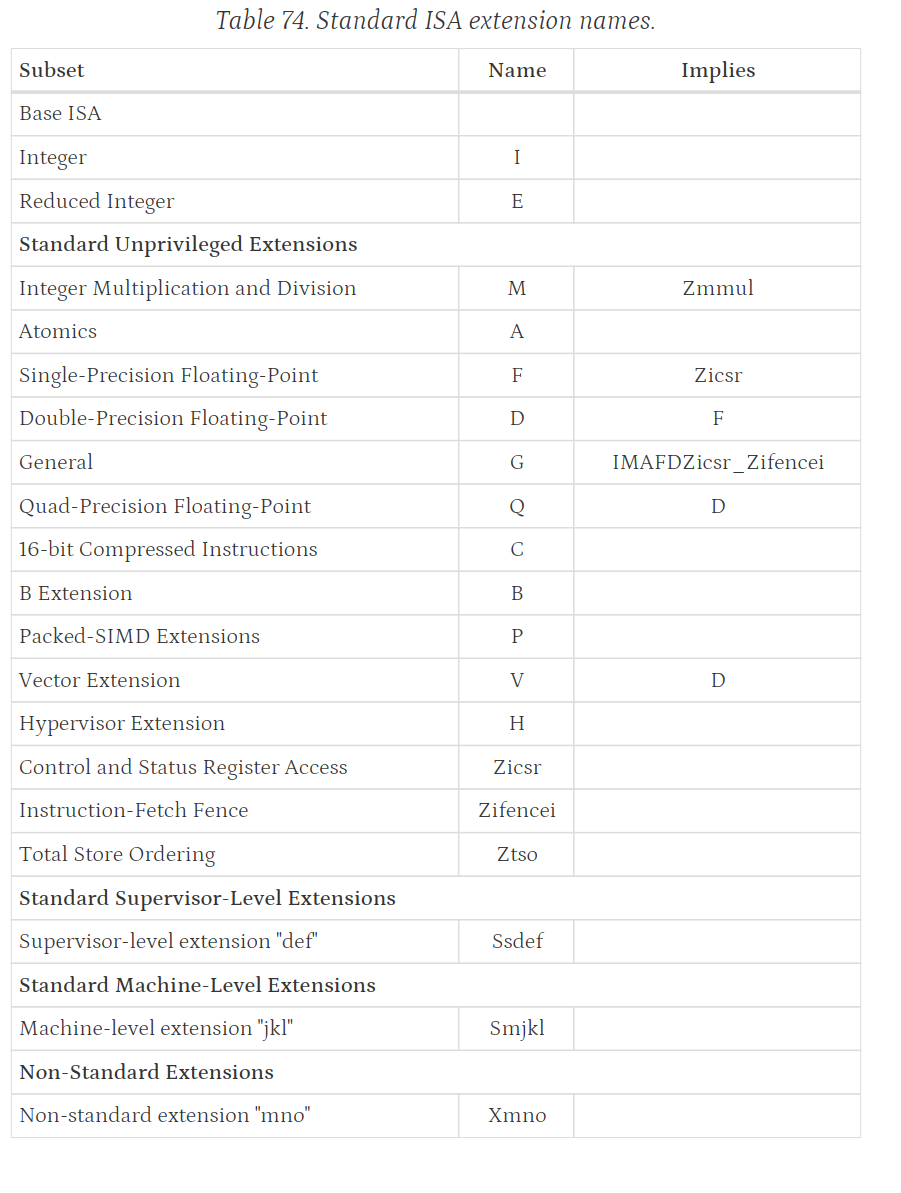 Table 74. Standard ISA extension names.
Subset Name Implies
Base ISA
Integer I
Reduced Integer E
Standard Unprivileged Extensions
Integer Multiplication and Division M Zmmul
Atomics A
Single-Precision Floating-Point F Zicsr
Double-Precision Floating-Point D F
General G IMAFDZicsr_Zifencei
Quad-Precision Floating-Point Q D
16-bit Compressed Instructions C
B Extension B
Packed-SIMD Extensions P
Vector Extension V D
Hypervisor Extension H
Control and Status Register Access Zicsr
Instruction-Fetch Fence Zifencei
Total Store Ordering Ztso
Standard Supervisor-Level Extensions
Supervisor-level extension "def" Ssdef
Standard Machine-Level Extensions
Machine-level extension "jkl" Smjkl
Non-Standard Extensions
Non-standard extension "mno" Xmno